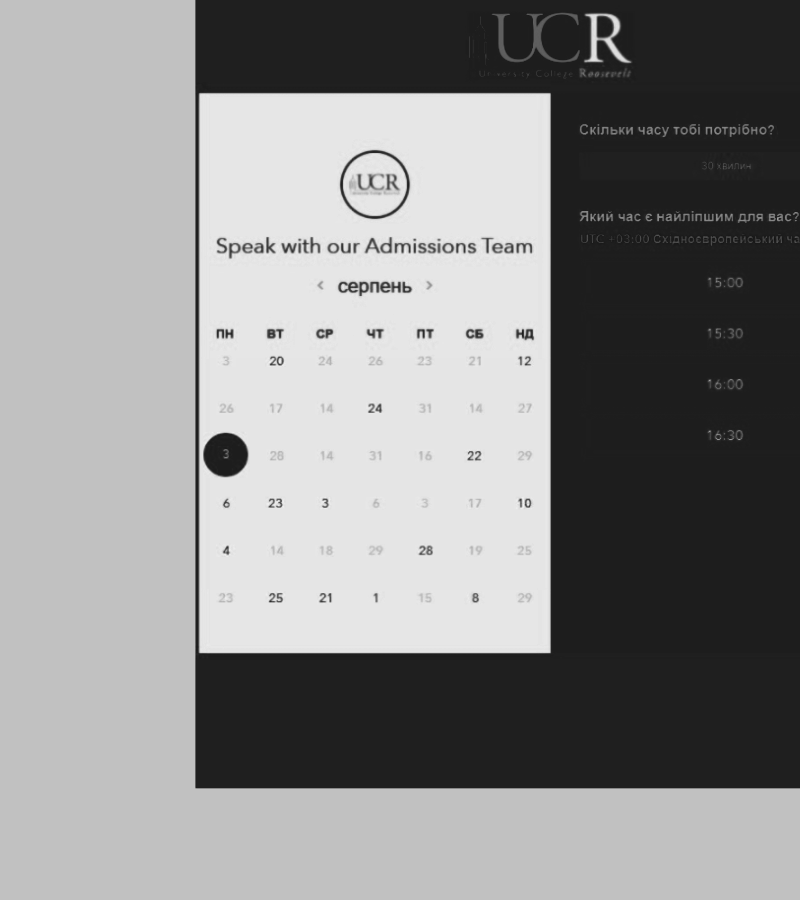 UCR
University College Roosevelt
UCR
Speak with our Admissions Team
< серпень >
ПН ВТ СР ЧТ ПТ СБ НД
3 20 24 26 23 21 12
26 17 14 24 31 14 27
3 28 14 31 16 22 29
6 23 3 6 3 17 10
4 14 18 29 28 19 25
23 25 21 1 15 8 29
Скільки часу тобі потрібно?
30 хвилин
Який час є найліпшим для вас?
UTC +03:00 Східноєвропейський ча
15:00
15:30
16:00
16:30